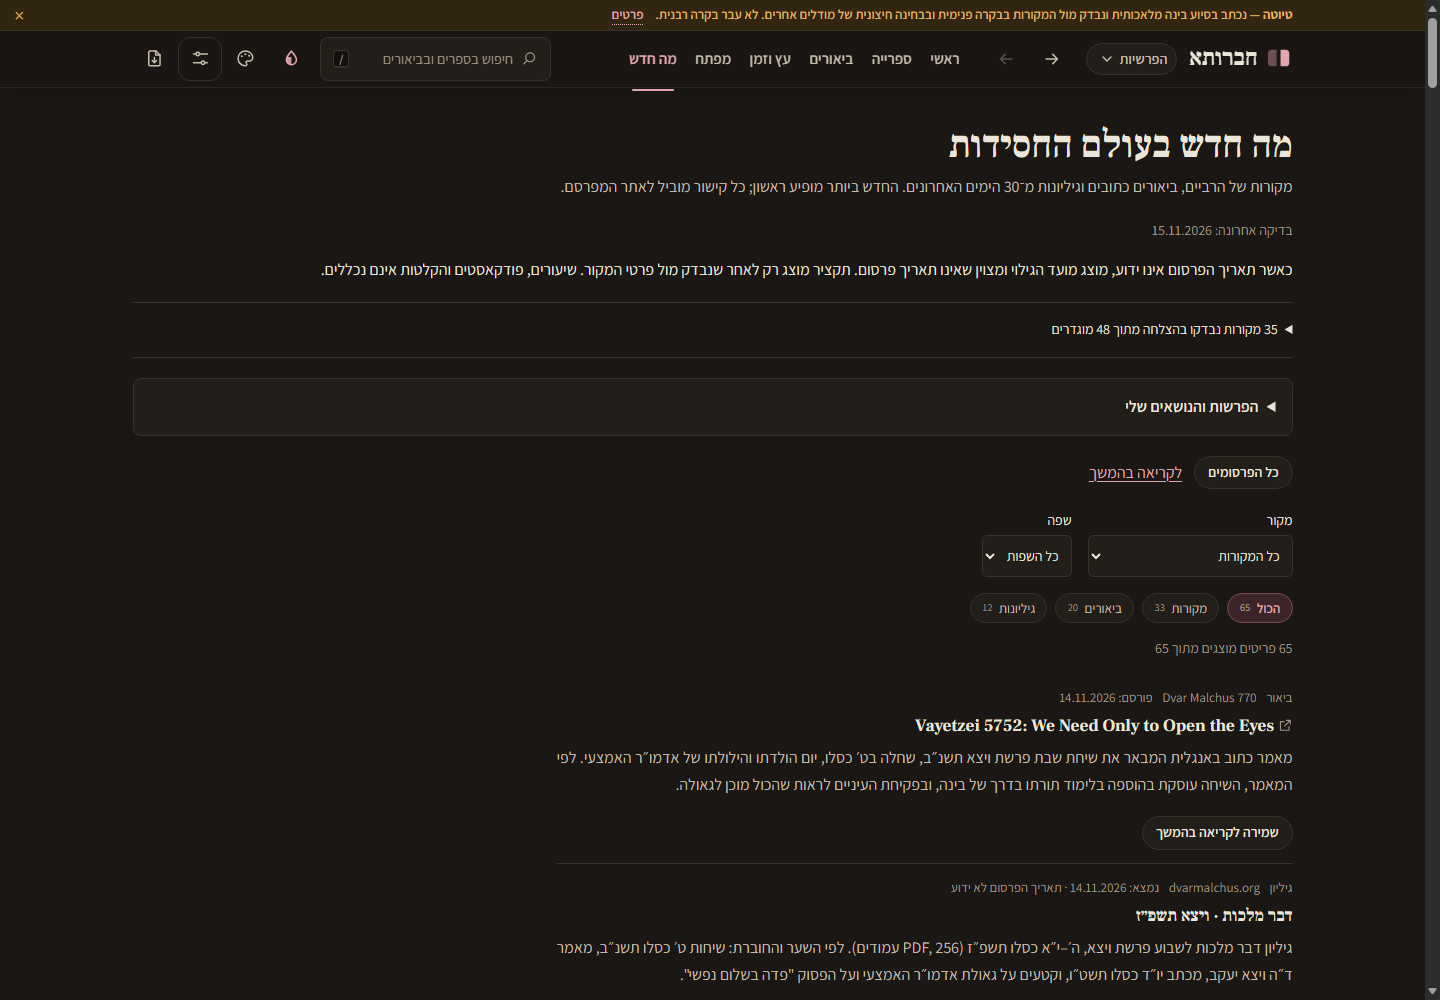 טיוטה — נכתב בסיוע בינה מלאכותית ונבדק מול המקורות בבקרה פנימית ובבחינה חיצונית של מודלים אחרים. לא עבר בקרה רבנית. פרטים ×
חברותא הפרשיות → ← ראשי ספרייה ביאורים עץ וזמן מפתח מה חדש חיפוש בספרים ובביאורים /
מה חדש בעולם החסידות
מקורות של הרביים, ביאורים כתובים וגיליונות מ־30 הימים האחרונים. החדש ביותר מופיע ראשון; כל קישור מוביל לאתר המפרסם.
בדיקה אחרונה: 15.11.2026
כאשר תאריך הפרסום אינו ידוע, מוצג מועד הגילוי ומצוין שאינו תאריך פרסום. תקציר מוצג רק לאחר שנבדק מול פרטי המקור. שיעורים, פודקאסטים והקלטות אינם נכללים.
35 מקורות נבדקו בהצלחה מתוך 48 מוגדרים
הפרשות והנושאים שלי
כל הפרסומים לקריאה בהמשך
מקור שפה
כל המקורות כל השפות
הכול 65 מקורות 33 ביאורים 20 גיליונות 12
65 פריטים מוצגים מתוך 65
ביאור Dvar Malchus 770 פורסם: 14.11.2026
Vayetzei 5752: We Need Only to Open the Eyes
מאמר כתוב באנגלית המבאר את שיחת שבת פרשת ויצא תשנ״ב, שחלה בט׳ כסלו, יום הולדתו והילולתו של אדמו״ר האמצעי. לפי
המאמר, השיחה עוסקת בהוספה בלימוד תורתו בדרך של בינה, ובפקיחת העיניים לראות שהכול מוכן לגאולה.
שמירה לקריאה בהמשך
גיליון dvarmalchus.org נמצא: 14.11.2026 · תאריך הפרסום לא ידוע
דבר מלכות · ויצא תשפ״ז
גיליון דבר מלכות לשבוע פרשת ויצא, ה׳–י״א כסלו תשפ״ז (PDF, 256 עמודים). לפי השער והחוברת: שיחות ט׳ כסלו תשנ״ב, מאמר
ד״ה ויצא יעקב, מכתב יו״ד כסלו תשט״ו, וקטעים על גאולת אדמו״ר האמצעי ועל הפסוק "פדה בשלום נפשי".